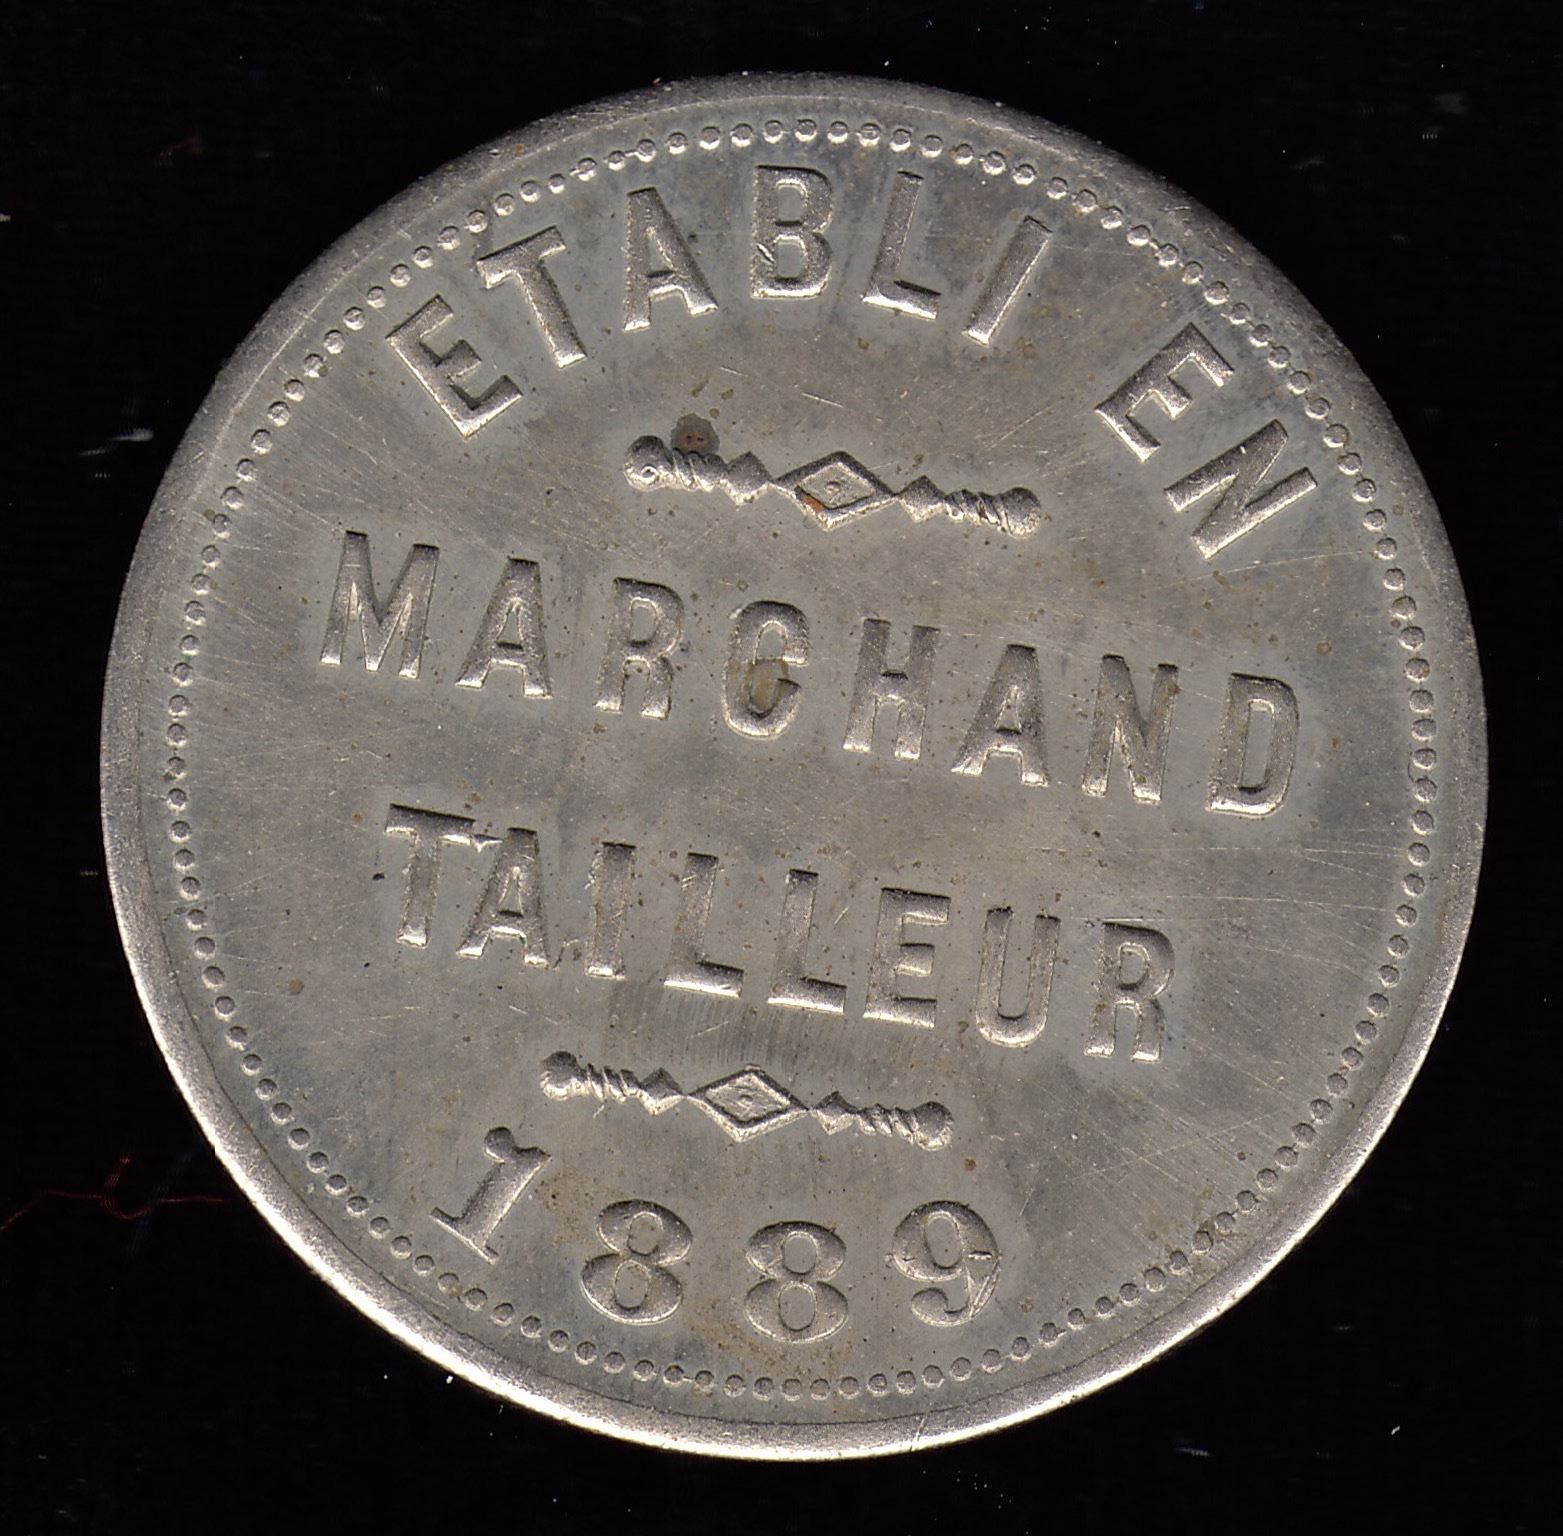 ETABLI EN
MARCHAND
TAILLEUR
1889